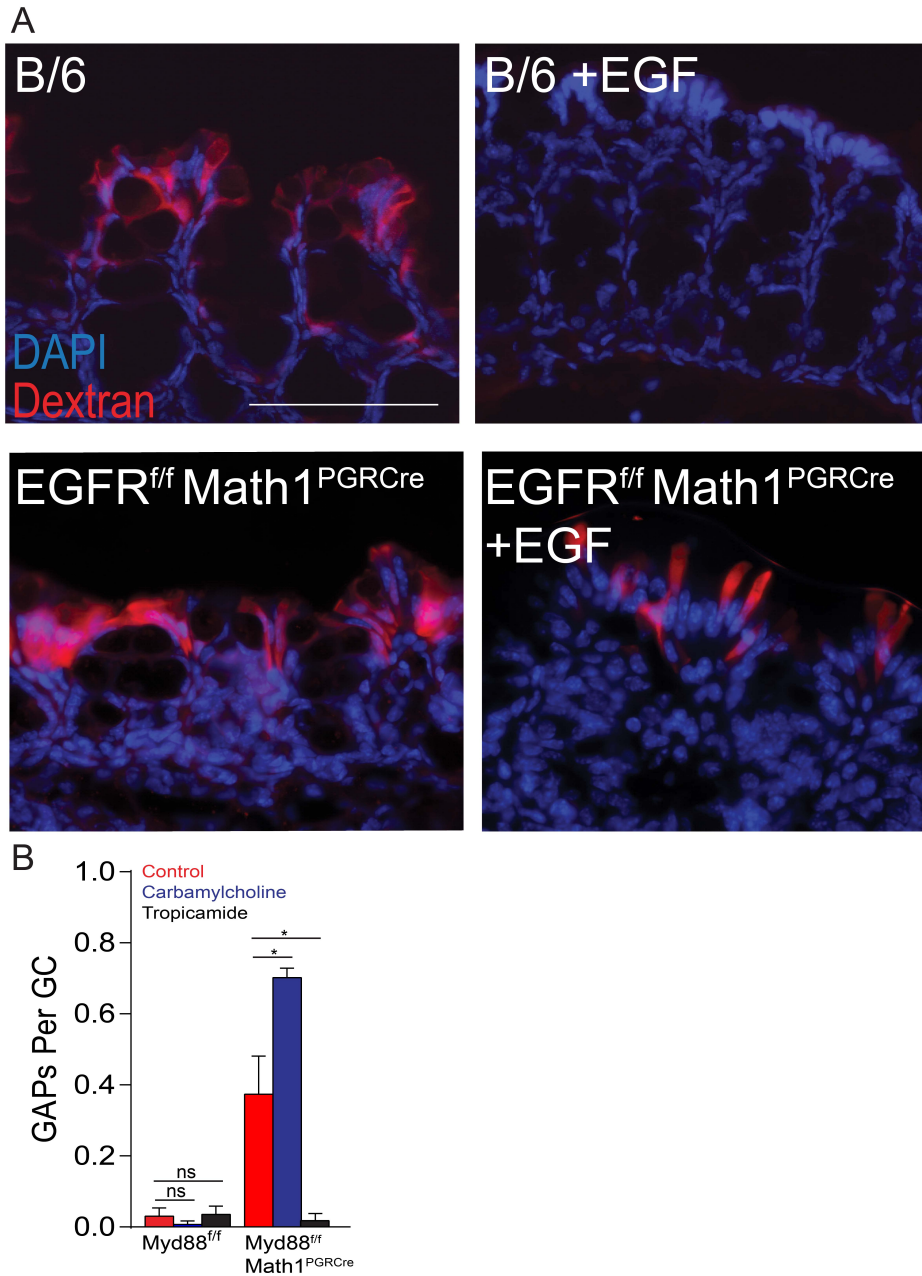 A
B/6
B/6 +EGF
DAPI
Dextran
EGFRf/f Math1PGRCre
EGFRf/f Math1PGRCre
+EGF
B
1.0
0.8
0.6
0.4
0.2
0.0
GAPs Per GC
Control
Carbamylcholine
Tropicamide
*
*
ns
ns
Myd88f/f
Myd88f/f
Math1PGRCre